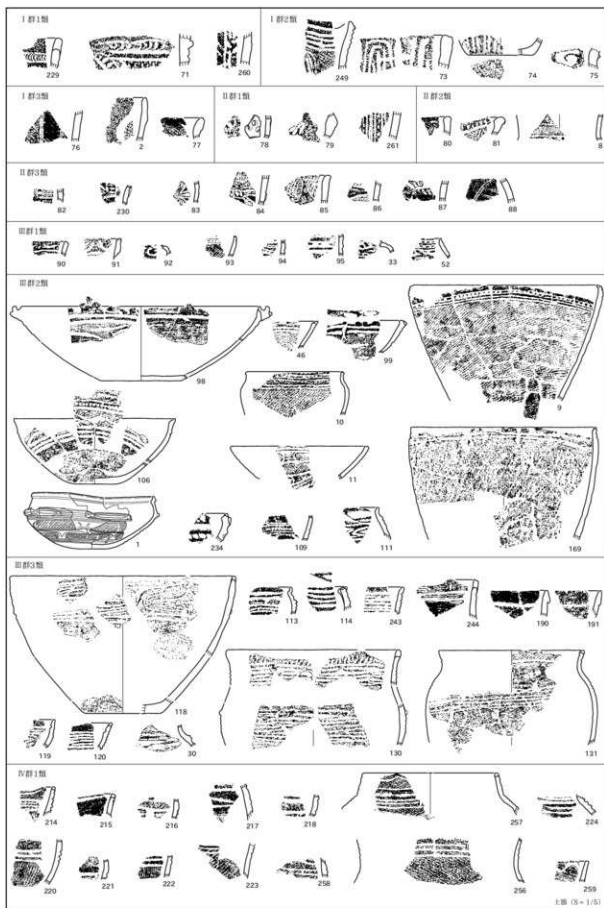 Ⅰ群1類
229 71 260
Ⅰ群2類
249 73 74 75
Ⅰ群3類
76 2 77
Ⅱ群1類
78 79 261
Ⅱ群2類
80 81 8
Ⅱ群3類
82 230 83 84 85 86 87 88
Ⅲ群1類
90 91 92 93 94 95 33 52
Ⅲ群2類
98 46 99 9
10
106 11 169
1 234 109 111
Ⅲ群3類
118 113 114 243 244 190 191
119 120 30 130 131
Ⅳ群1類
214 215 216 217 218 257 224
220 221 222 223 258 256 259
土器(S=1/5)